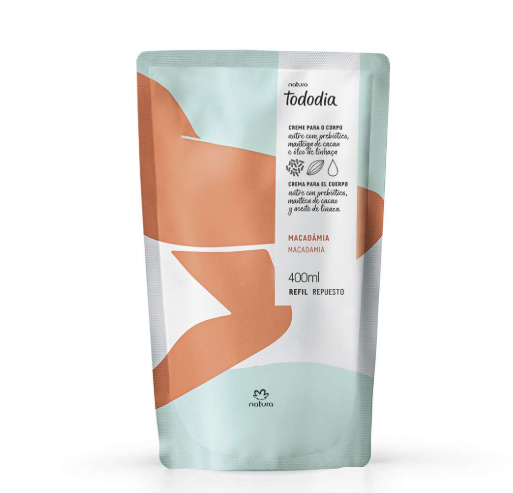 natura
Tododia
CREME PARA O CORPO
nutre com prebiótico,
manteiga de cacau
e óleo de linhaça
CREMA PARA EL CUERPO
nutre con prebiótico,
manteca de cacao
y aceite de linaza
MACADÂMIA
MACADAMIA
400ml
REFIL REPUESTO
natura